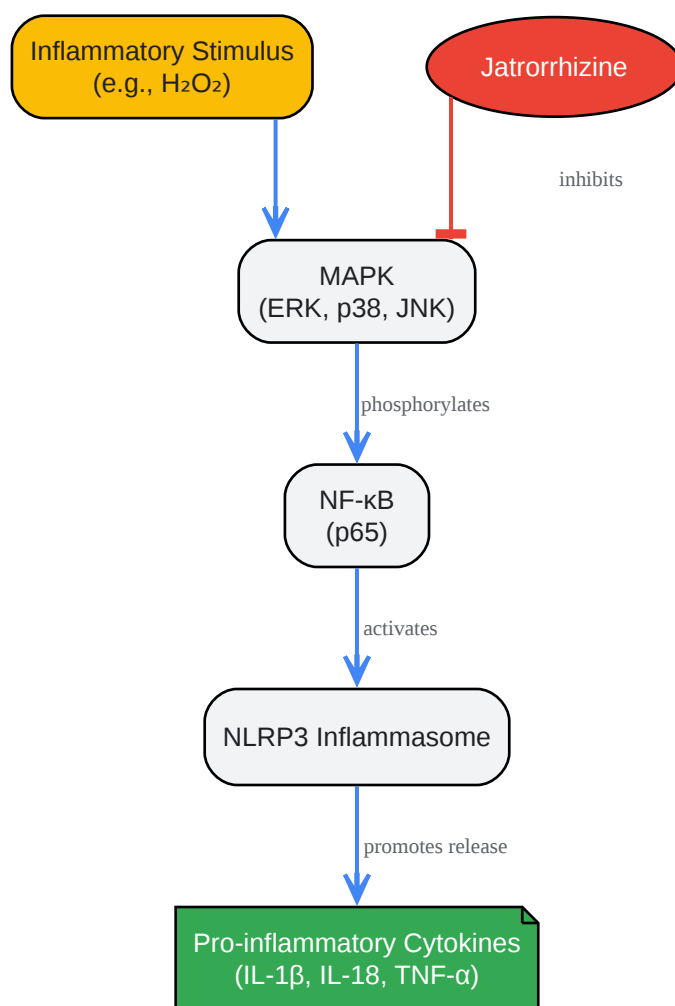 Inflammatory Stimulus
(e.g., H₂O₂)
Jatrorrhizine
inhibits
MAPK
(ERK, p38, JNK)
phosphorylates
NF-κB
(p65)
activates
NLRP3 Inflammasome
promotes release
Pro-inflammatory Cytokines
(IL-1β, IL-18, TNF-α)